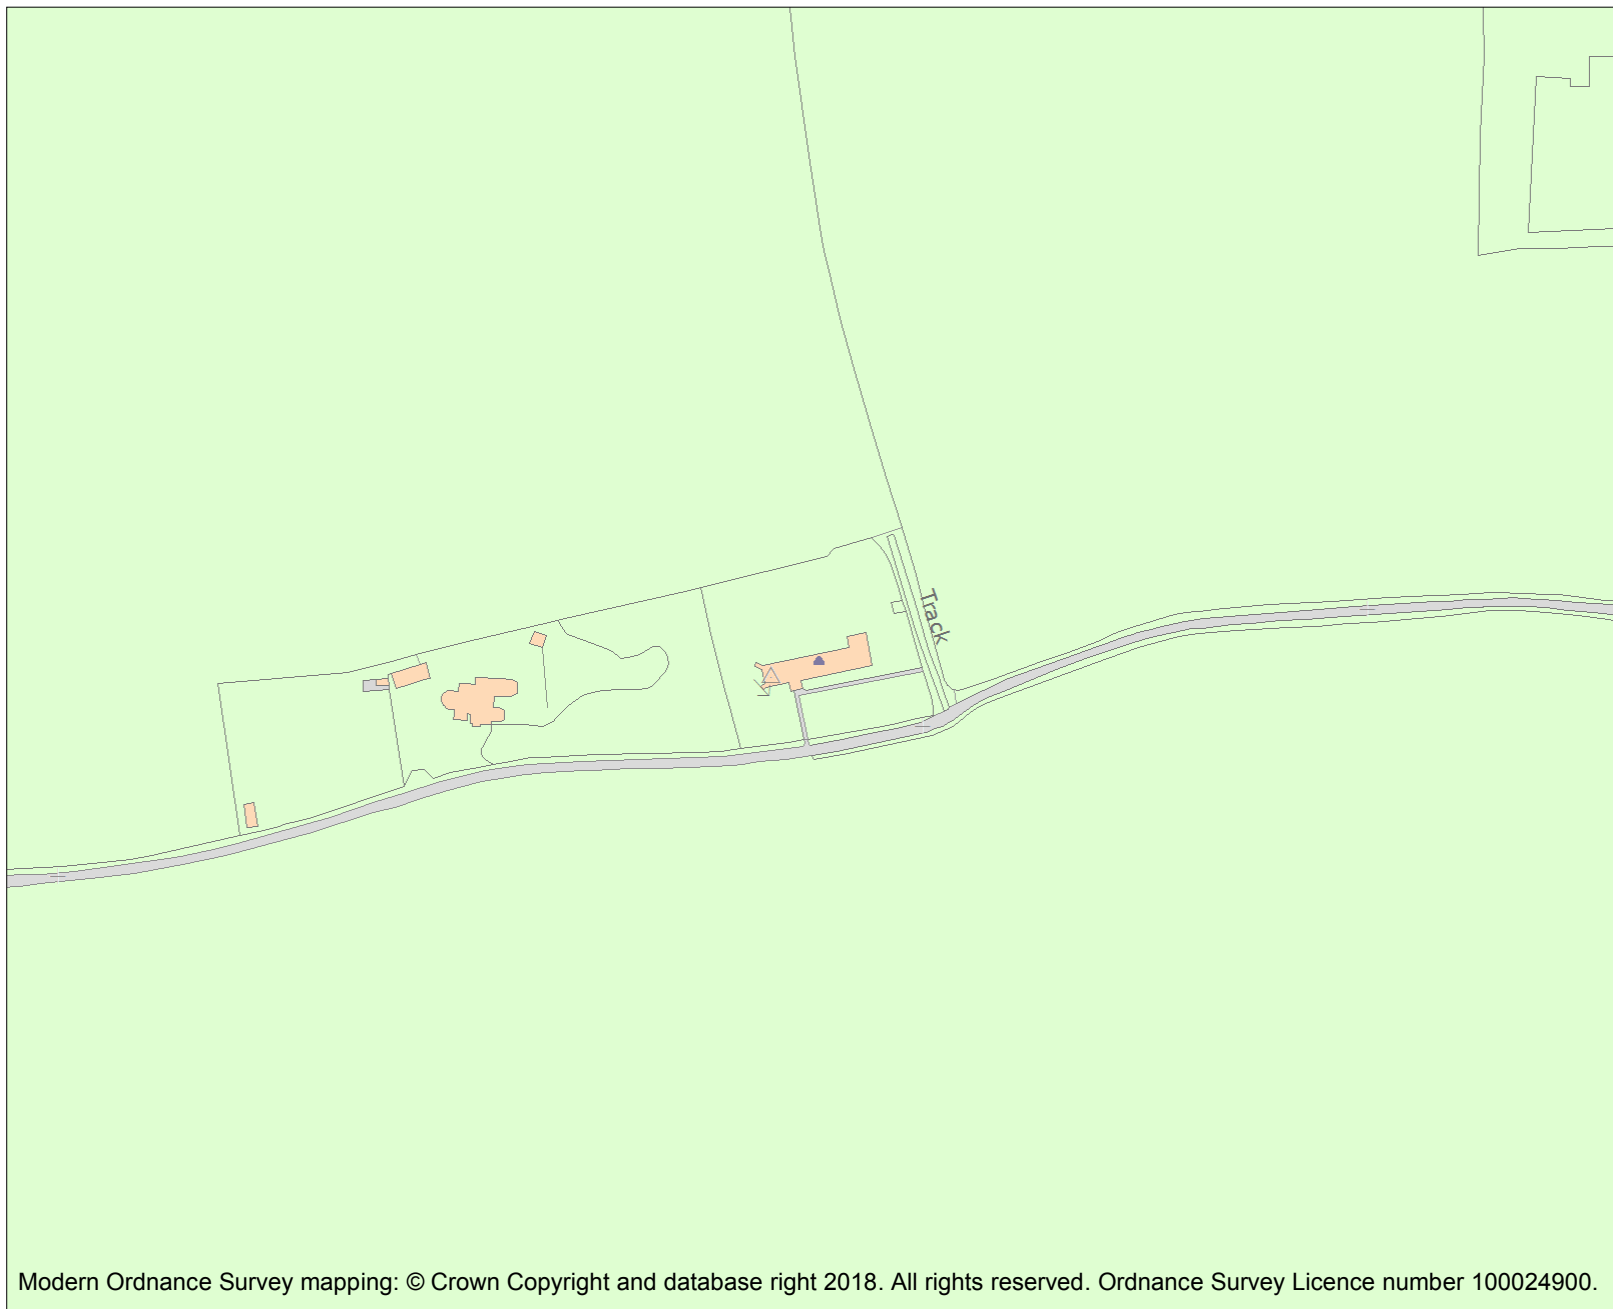 Track
Modern Ordnance Survey mapping: © Crown Copyright and database right 2018. All rights reserved. Ordnance Survey Licence number 100024900.